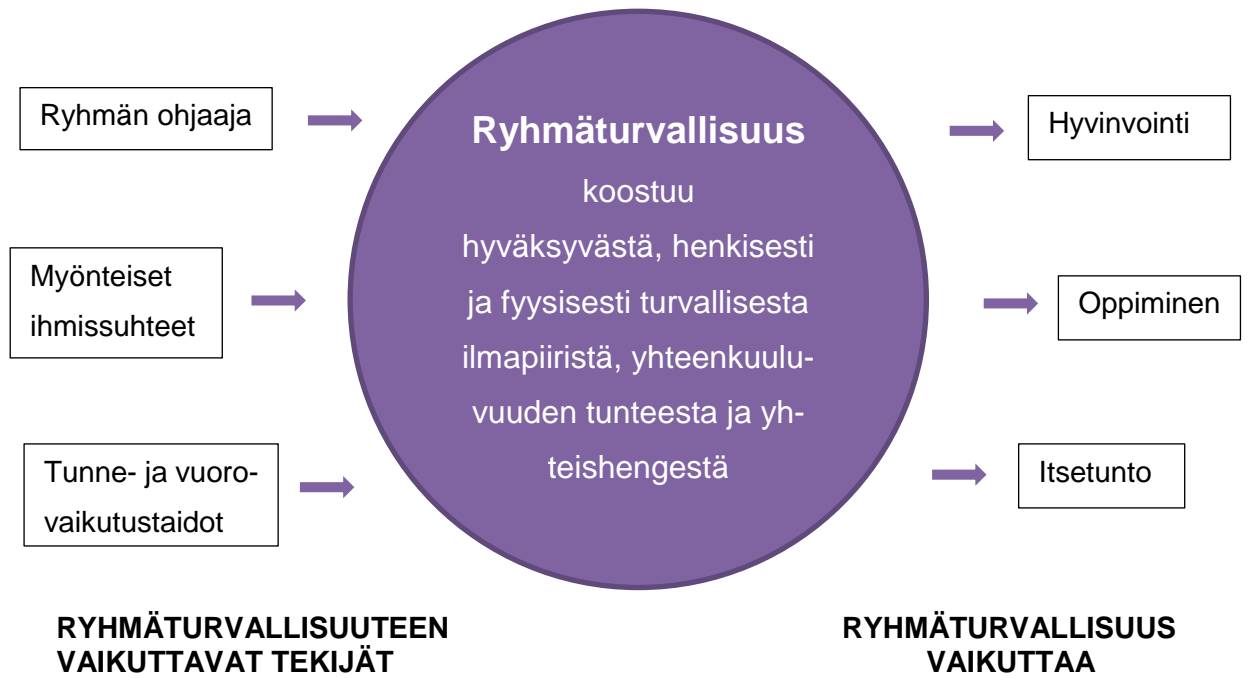 Ryhmän ohjaaja
Myönteiset
ihmissuhteet
Tunne- ja vuoro-
vaikutustaidot
Ryhmäturvallisuus
koostuu
hyväksyvästä, henkisesti
ja fyysisesti turvallisesta
ilmapiiristä, yhteenkuulu-
vuuden tunteesta ja yh-
teishengestä
Hyvinvointi
Oppiminen
Itsetunto
RYHMÄTURVALLISUUTEEN
VAIKUTTAVAT TEKIJÄT
RYHMÄTURVALLISUUS
VAIKUTTAA